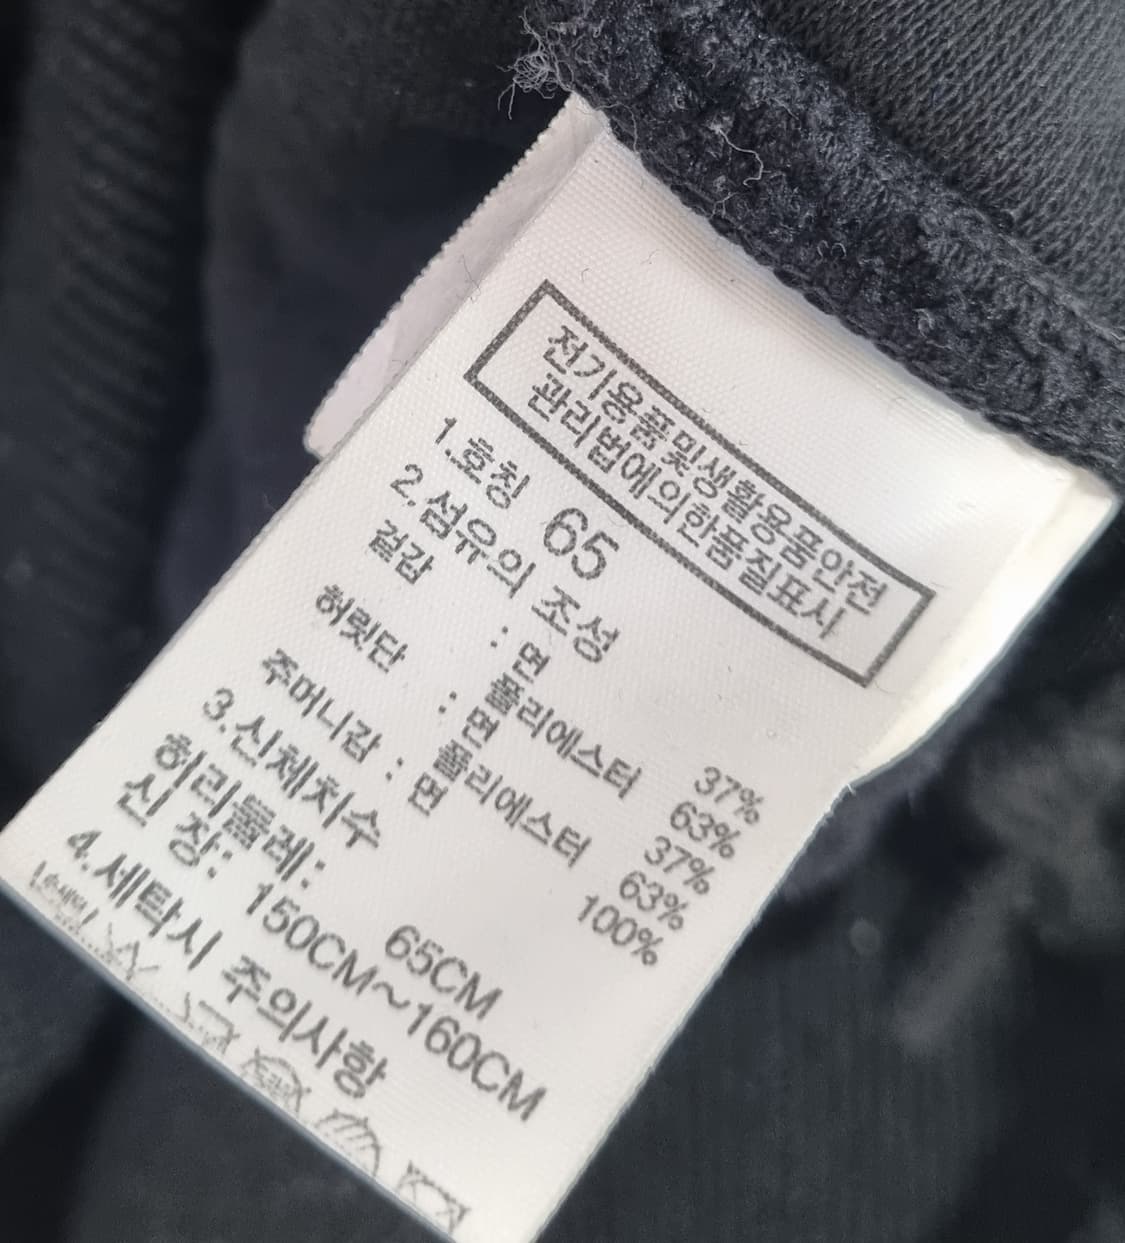 전기용품및생활용품안전
관리법에의한품질표시
1.호칭 65
2.섬유의 조성
겉감 : 면 37%
폴리에스터 63%
허릿단 : 면 37%
폴리에스터 63%
주머니감 : 면 100%
3.신체치수
허리둘레: 65CM
신 장: 150CM~160CM
4.세탁시 주의사항